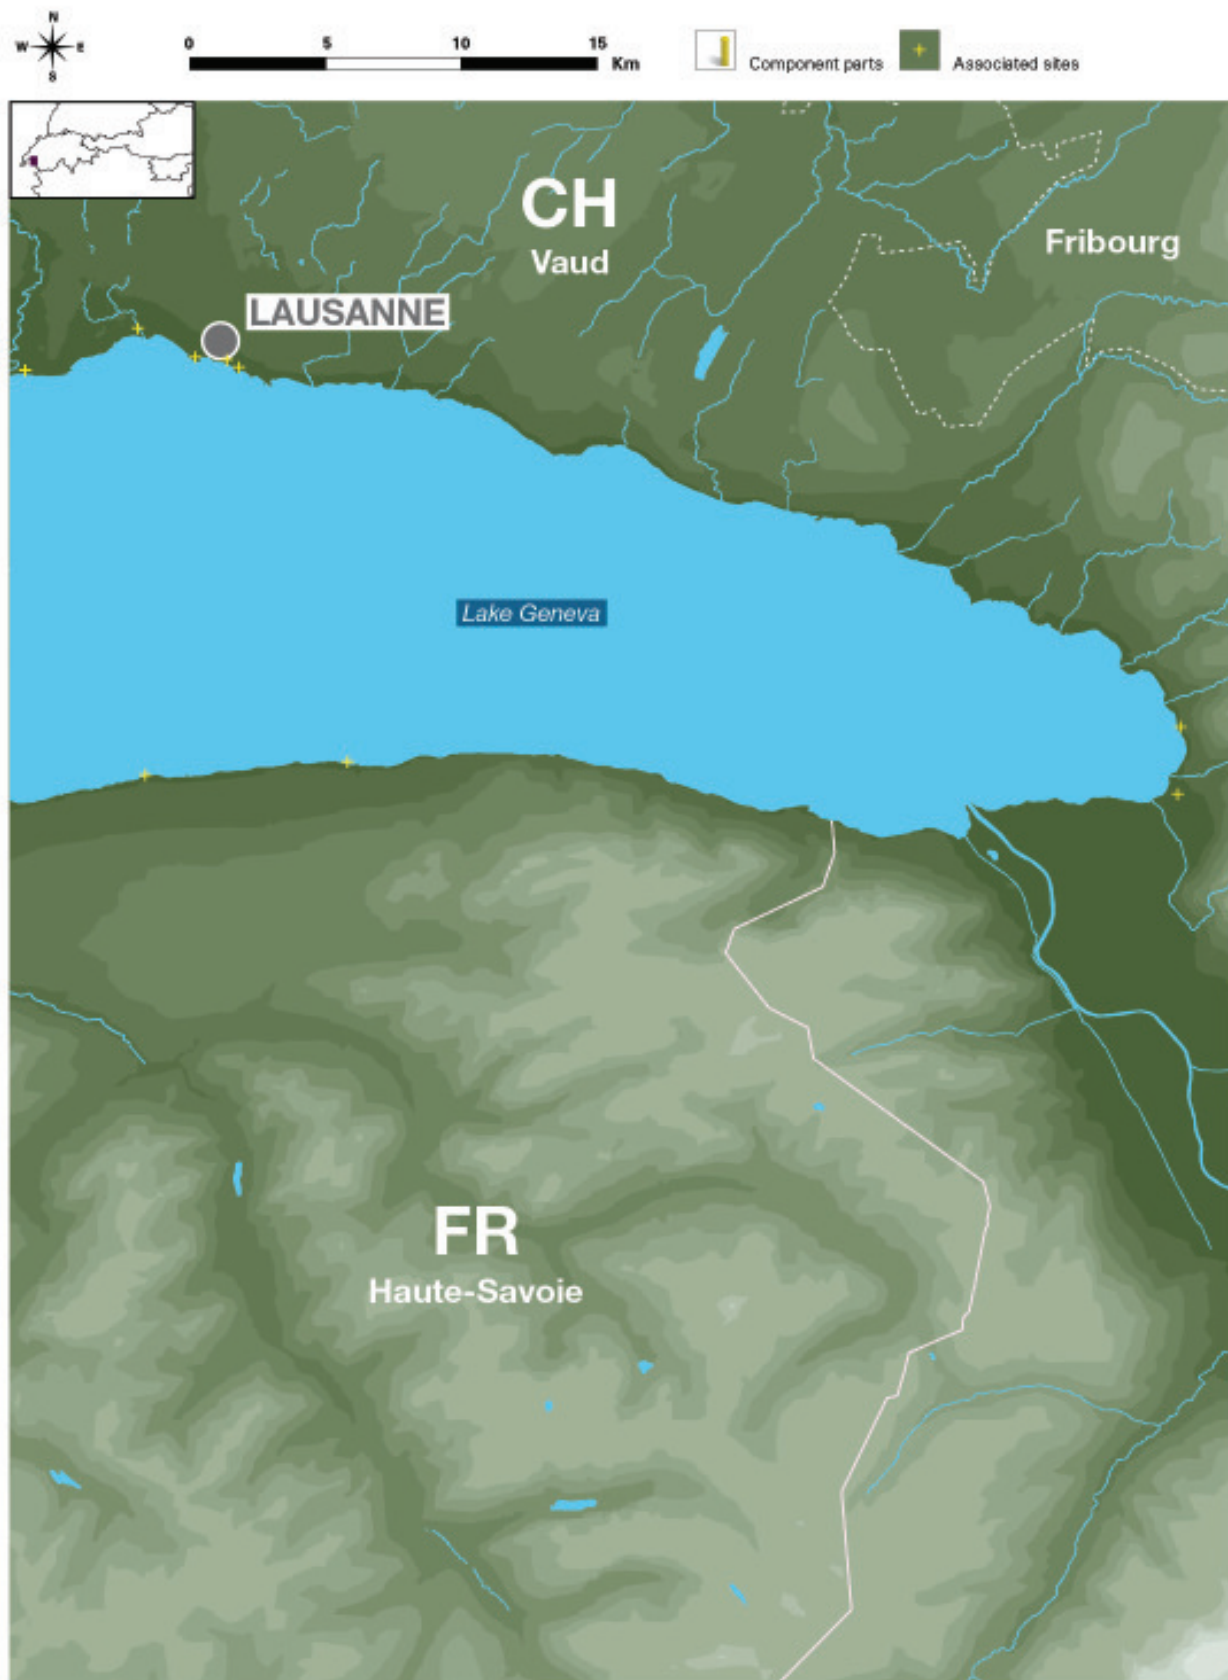 N
W E
S
0 5 10 15 Km
Component parts
Associated sites
CH
Vaud
Fribourg
LAUSANNE
Lake Geneva
FR
Haute-Savoie